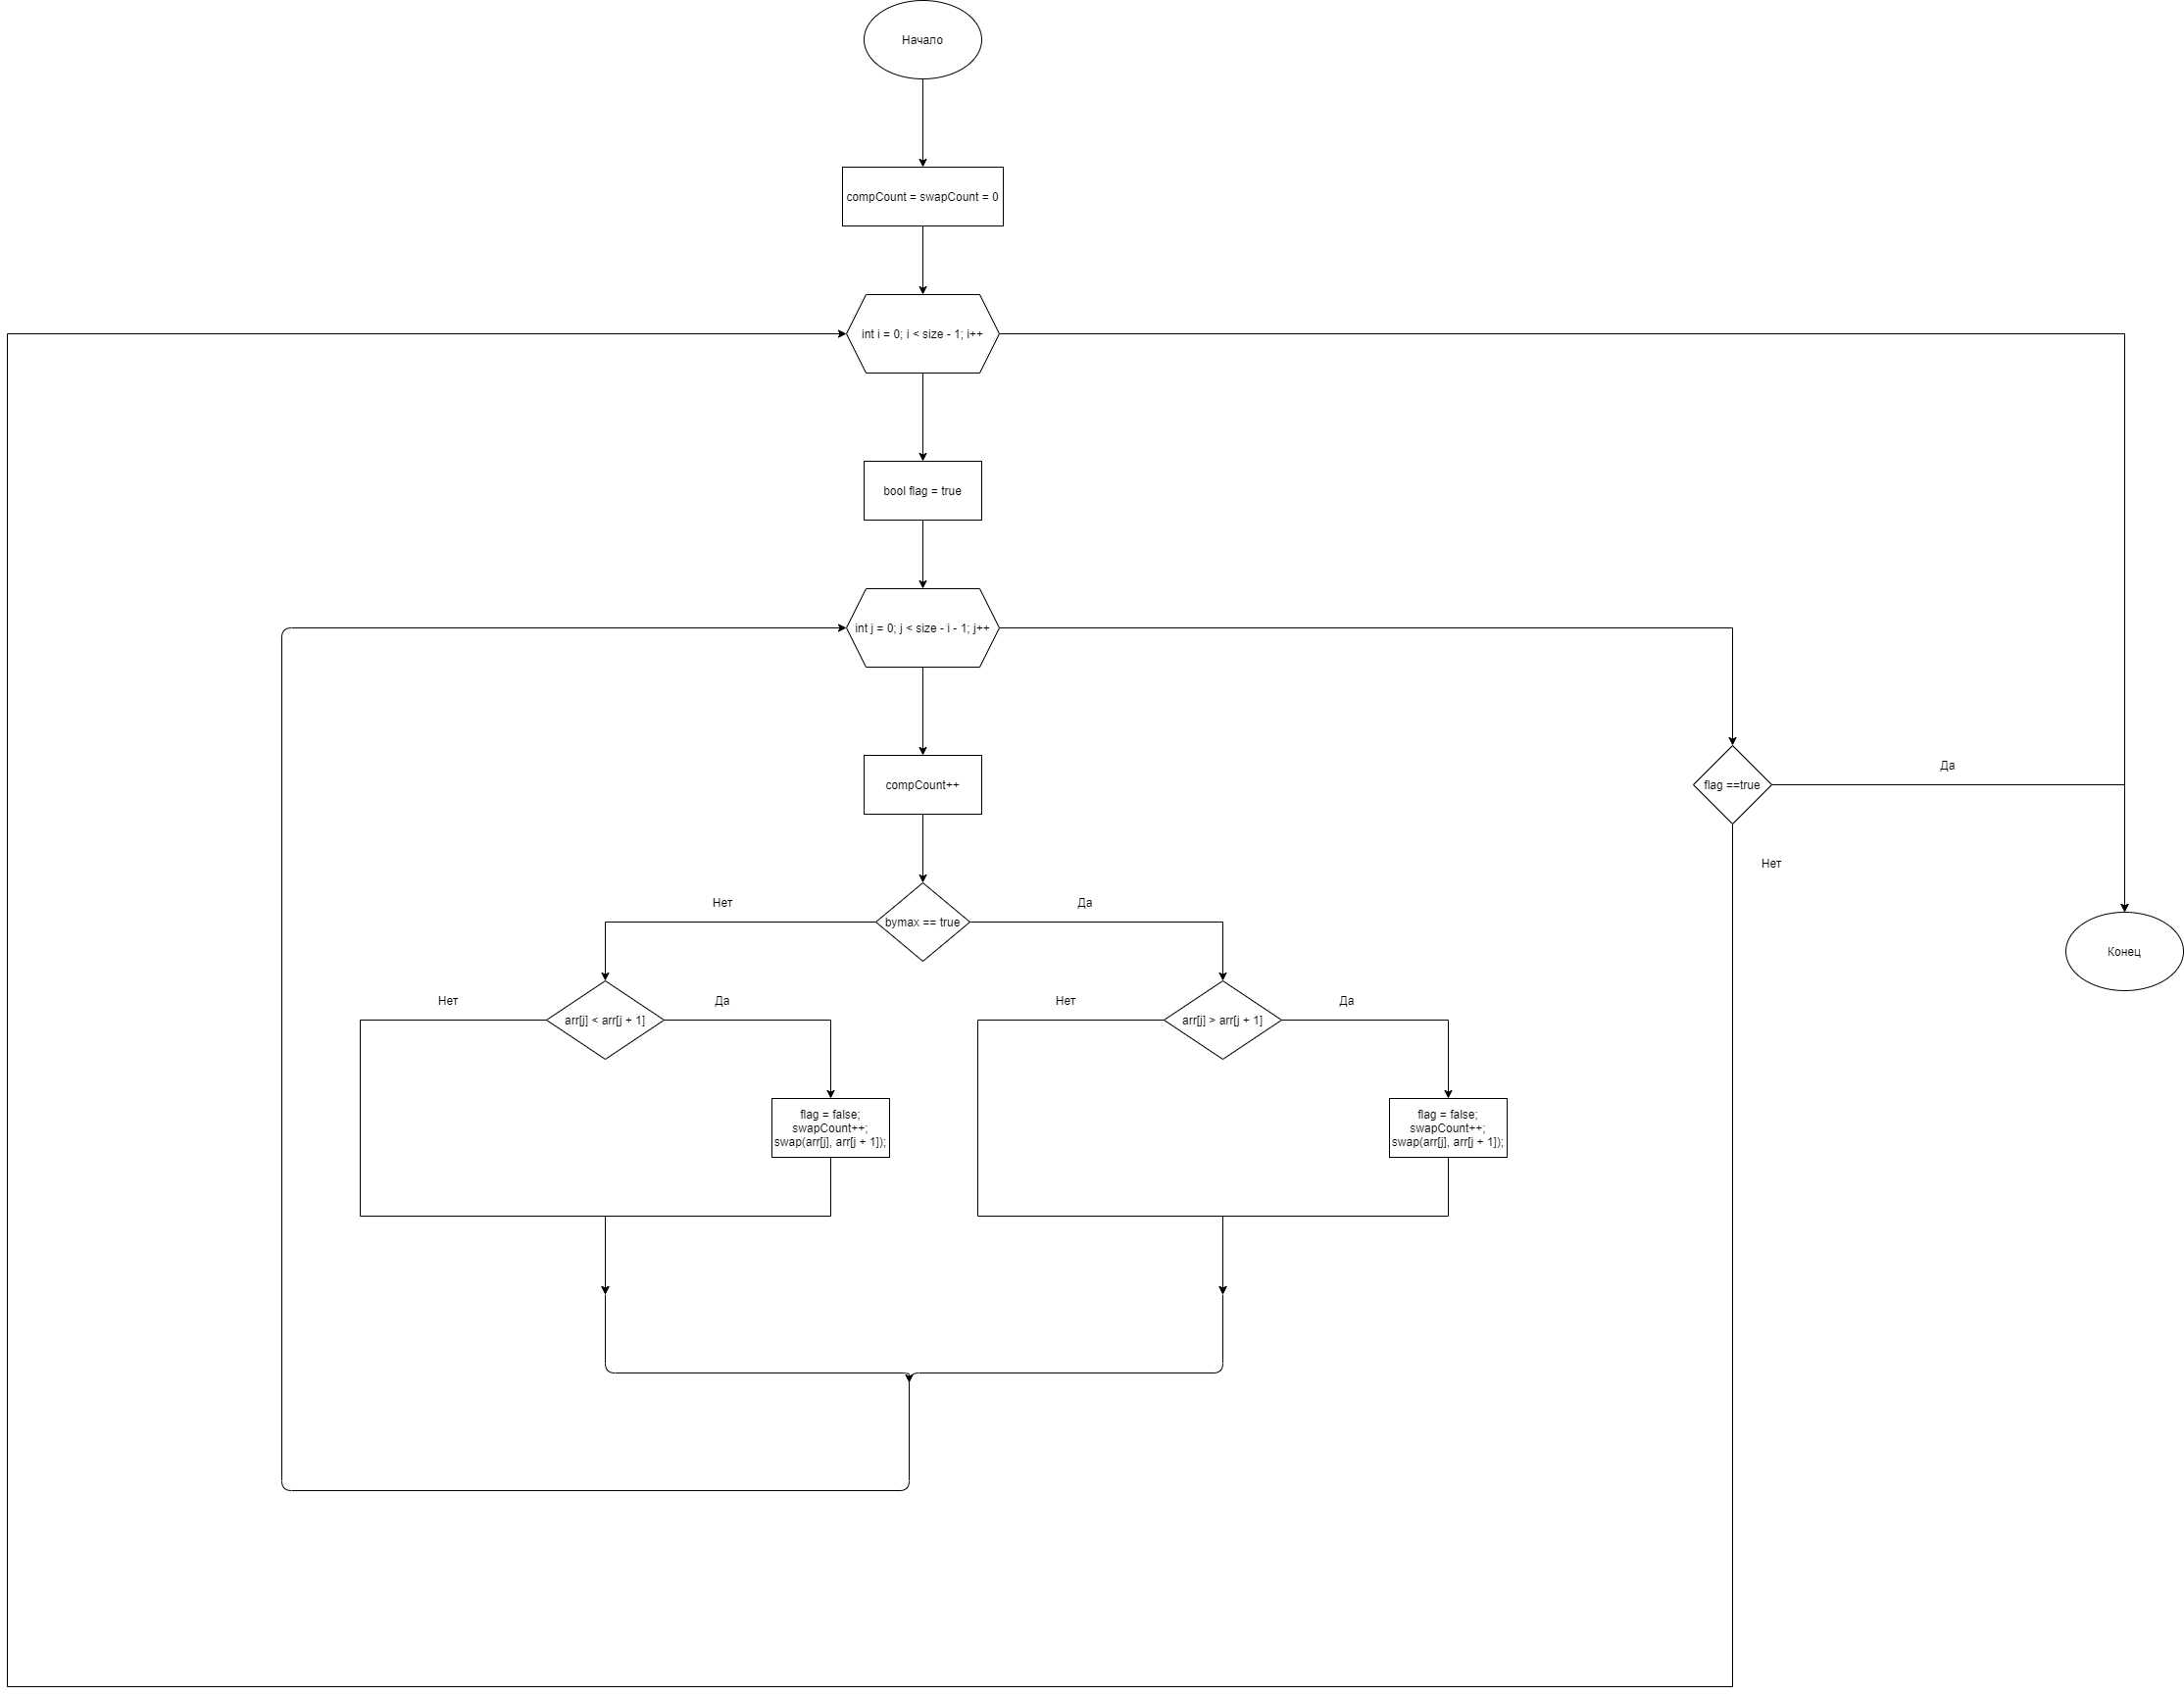 Начало
compCount = swapCount = 0
int i = 0; i < size - 1; i++
bool flag = true
int j = 0; j < size - i - 1; j++
compCount++
flag ==true
Да
Нет
bymax == true
Нет
Да
Конец
arr[j] < arr[j + 1]
Нет
Да
arr[j] > arr[j + 1]
Нет
Да
flag = false;
swapCount++;
swap(arr[j], arr[j + 1]);
flag = false;
swapCount++;
swap(arr[j], arr[j + 1]);